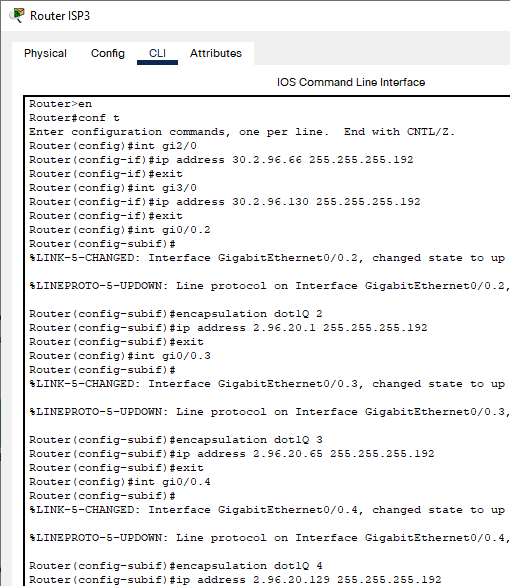 Router ISP3
Physical Config CLI Attributes
IOS Command Line Interface
Router>en
Router#conf t
Enter configuration commands, one per line.  End with CNTL/Z.
Router(config)#int gi2/0
Router(config-if)#ip address 30.2.96.66 255.255.255.192
Router(config-if)#exit
Router(config)#int gi3/0
Router(config-if)#ip address 30.2.96.130 255.255.255.192
Router(config-if)#exit
Router(config)#int gi0/0.2
Router(config-subif)#
%LINK-5-CHANGED: Interface GigabitEthernet0/0.2, changed state to up
%LINEPROTO-5-UPDOWN: Line protocol on Interface GigabitEthernet0/0.2,
Router(config-subif)#encapsulation dot1Q 2
Router(config-subif)#ip address 2.96.20.1 255.255.255.192
Router(config-subif)#exit
Router(config)#int gi0/0.3
Router(config-subif)#
%LINK-5-CHANGED: Interface GigabitEthernet0/0.3, changed state to up
%LINEPROTO-5-UPDOWN: Line protocol on Interface GigabitEthernet0/0.3,
Router(config-subif)#encapsulation dot1Q 3
Router(config-subif)#ip address 2.96.20.65 255.255.255.192
Router(config-subif)#exit
Router(config)#int gi0/0.4
Router(config-subif)#
%LINK-5-CHANGED: Interface GigabitEthernet0/0.4, changed state to up
%LINEPROTO-5-UPDOWN: Line protocol on Interface GigabitEthernet0/0.4,
Router(config-subif)#encapsulation dot1Q 4
Router(config-subif)#ip address 2.96.20.129 255.255.255.192